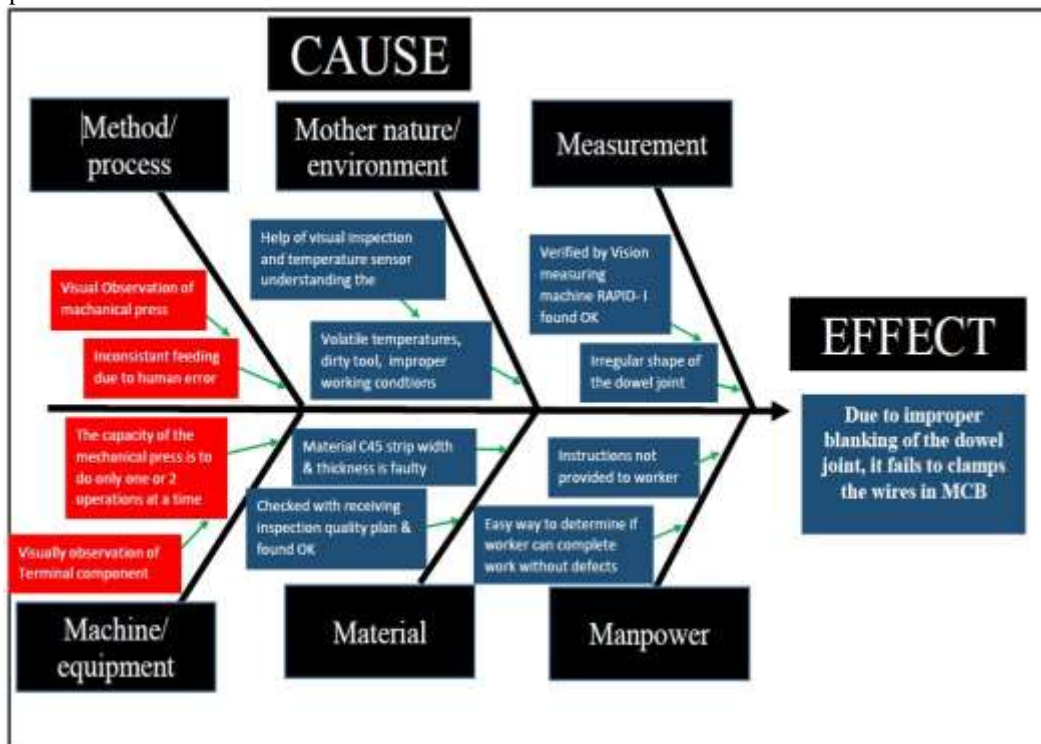 CAUSE
Method/
process
Mother nature/
environment
Measurement
Help of visual inspection
and temperature sensor
understanding the
Verified by Vision
measuring
machine RAPID- I
found OK
Visual Observation of
machanical press
Inconsistant feeding
due to human error
Volatile temperatures,
dirty tool, improper
working condtions
Irregular shape of
the dowel joint
EFFECT
Due to improper
blanking of the dowel
joint, it fails to clamps
the wires in MCB
The capacity of the
mechanical press is to
do only one or 2
operations at a time
Material C45 strip width
& thickness is faulty
Instructions not
provided to worker
Checked with receiving
inspection quality plan &
found OK
Easy way to determine if
worker can complete
work without defects
Visually observation of
Terminal component
Machine/
equipment
Material
Manpower